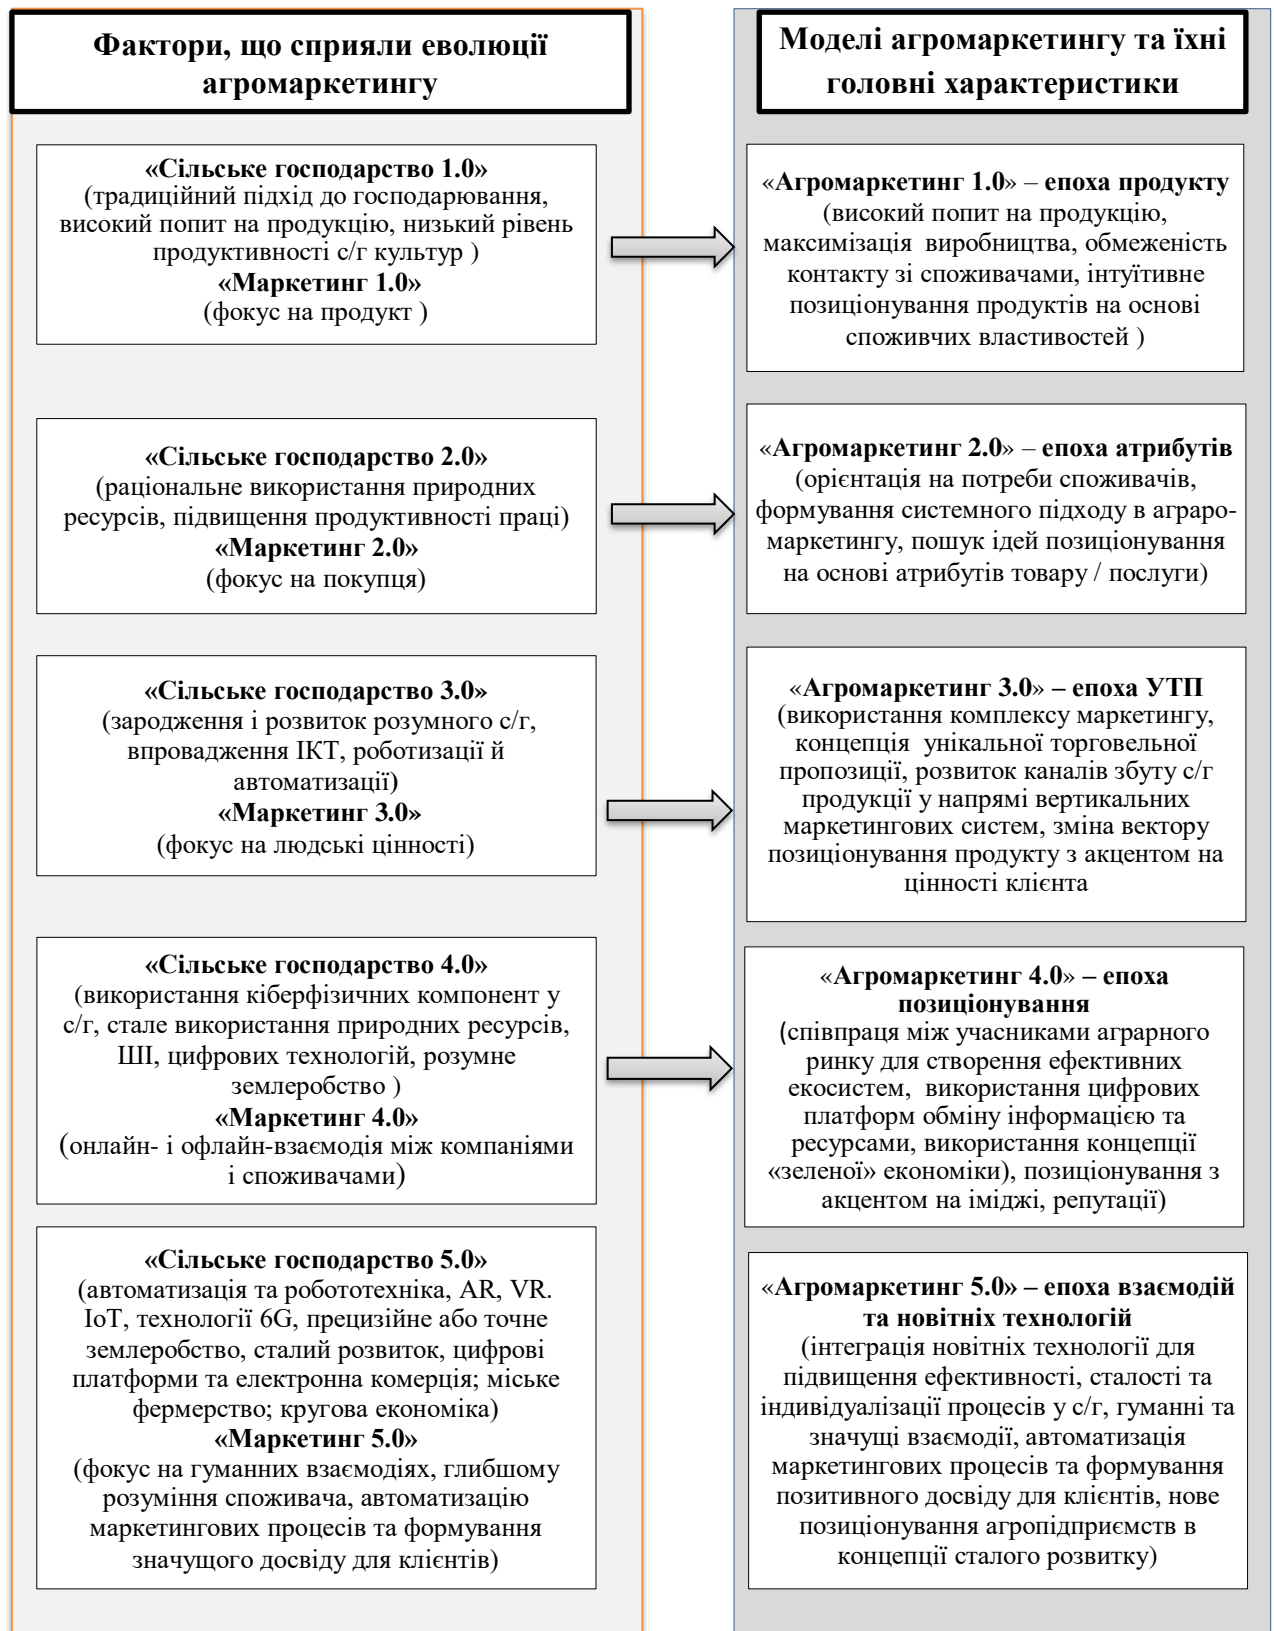 Фактори, що сприяли еволюції
агромаркетингу
Моделі агромаркетингу та їхні
головні характеристики
«Сільське господарство 1.0»
(традиційний підхід до господарювання,
високий попит на продукцію, низький рівень
продуктивності с/г культур )
«Маркетинг 1.0»
(фокус на продукт )
«Агромаркетинг 1.0» – епоха продукту
(високий попит на продукцію,
максимізація виробництва, обмеженість
контакту зі споживачами, інтуїтивне
позиціонування продуктів на основі
споживчих властивостей )
«Сільське господарство 2.0»
(раціональне використання природних
ресурсів, підвищення продуктивності праці)
«Маркетинг 2.0»
(фокус на покупця)
«Агромаркетинг 2.0» – епоха атрибутів
(орієнтація на потреби споживачів,
формування системного підходу в аграро-
маркетингу, пошук ідей позиціонування
на основі атрибутів товару / послуги)
«Сільське господарство 3.0»
(зародження і розвиток розумного с/г,
впровадження ІКТ, роботизації й
автоматизації)
«Маркетинг 3.0»
(фокус на людські цінності)
«Агромаркетинг 3.0» – епоха УТП
(використання комплексу маркетингу,
концепція унікальної торговельної
пропозиції, розвиток каналів збуту с/г
продукції у напрямі вертикальних
маркетингових систем, зміна вектору
позиціонування продукту з акцентом на
цінності клієнта
«Сільське господарство 4.0»
(використання кіберфізичних компонент у
с/г, стале використання природних ресурсів,
ШІ, цифрових технологій, розумне
землеробство )
«Маркетинг 4.0»
(онлайн- і офлайн-взаємодія між компаніями
і споживачами)
«Агромаркетинг 4.0» – епоха
позиціонування
(співпраця між учасниками аграрного
ринку для створення ефективних
екосистем, використання цифрових
платформ обміну інформацією та
ресурсами, використання концепції
«зеленої» економіки), позиціонування з
акцентом на іміджі, репутації)
«Сільське господарство 5.0»
(автоматизація та робототехніка, AR, VR.
IoT, технології 6G, прецизійне або точне
землеробство, сталий розвиток, цифрові
платформи та електронна комерція; міське
фермерство; кругова економіка)
«Маркетинг 5.0»
(фокус на гуманних взаємодіях, глибшому
розуміння споживача, автоматизацію
маркетингових процесів та формування
значущого досвіду для клієнтів)
«Агромаркетинг 5.0» – епоха взаємодій
та новітніх технологій
(інтеграція новітніх технології для
підвищення ефективності, сталості та
індивідуалізації процесів у с/г, гуманні та
значущі взаємодії, автоматизація
маркетингових процесів та формування
позитивного досвіду для клієнтів, нове
позиціонування агропідприємств в
концепції сталого розвитку)